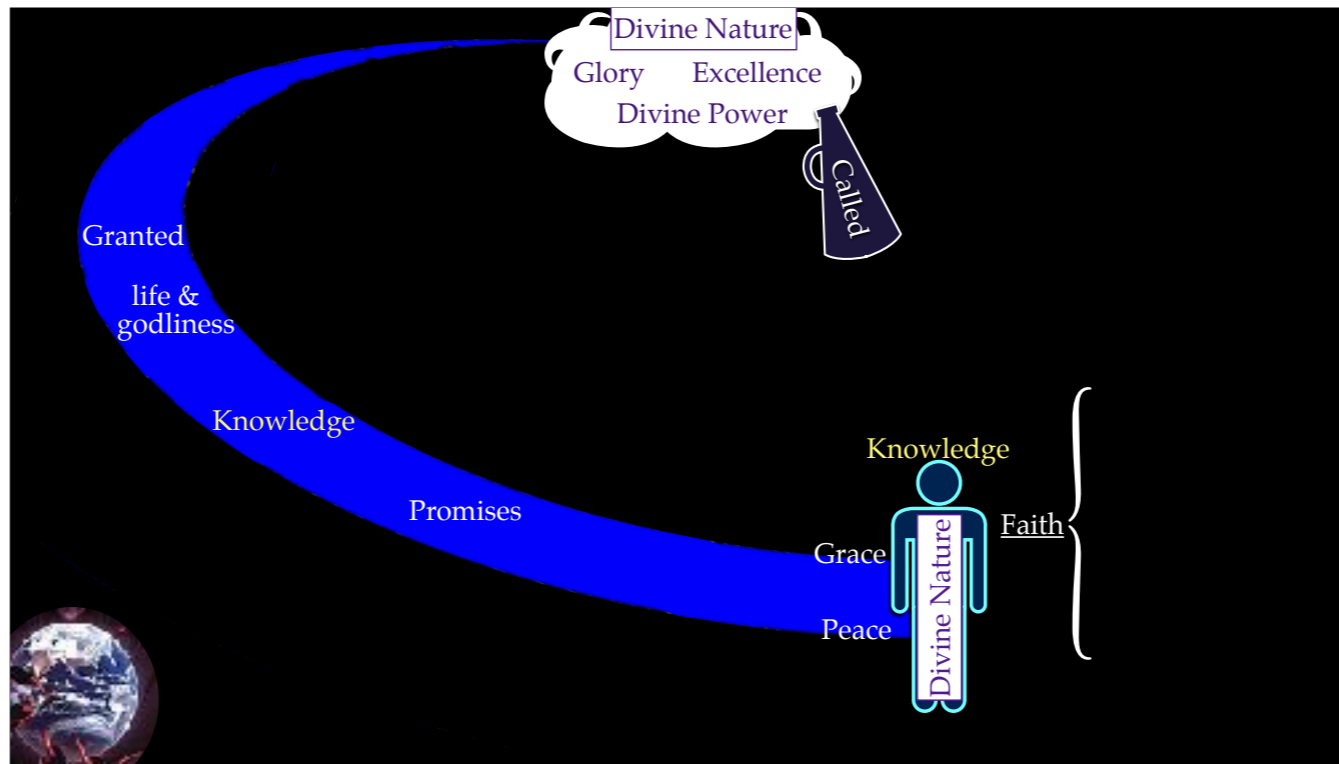 Divine Nature
Glory Excellence
Divine Power
Called
Granted
life &
godliness
Knowledge
Promises
Grace
Peace
Knowledge
Divine Nature
Faith